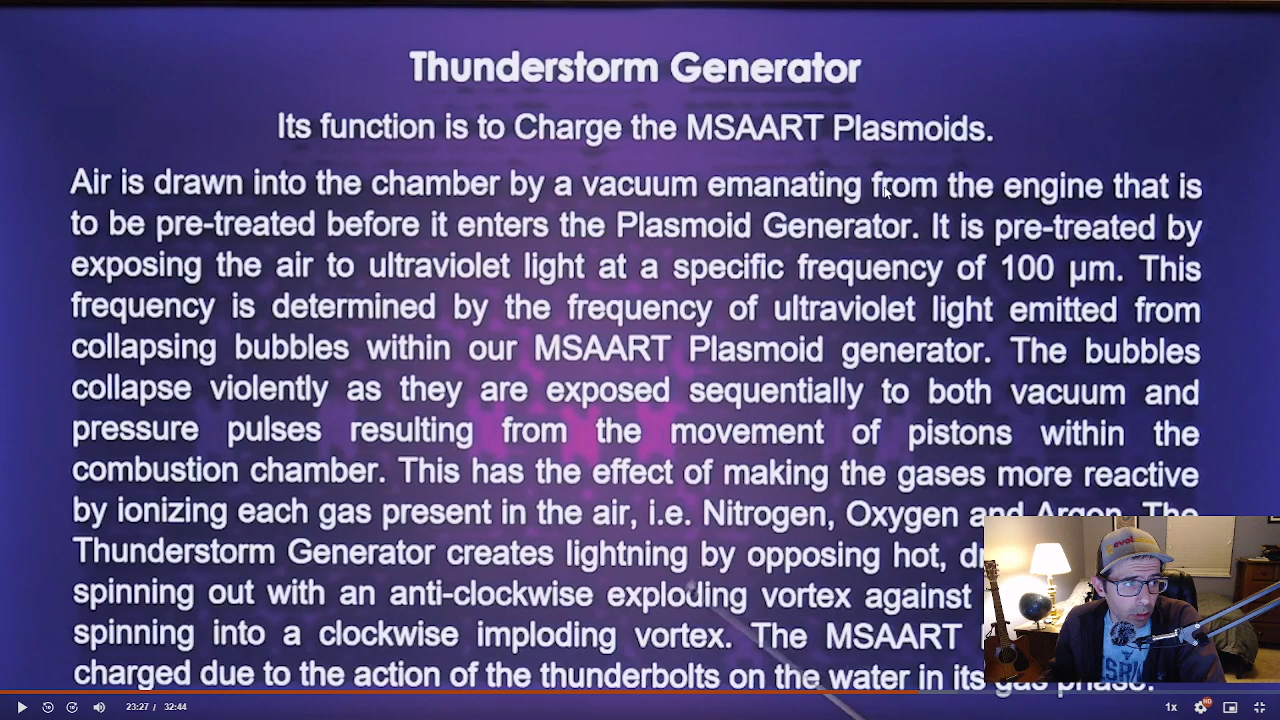 Thunderstorm Generator
Its function is to Charge the MSAART Plasmoids.
Air is drawn into the chamber by a vacuum emanating from the engine that is
to be pre-treated before it enters the Plasmoid Generator. It is pre-treated by
exposing the air to ultraviolet light at a specific frequency of 100 µm. This
frequency is determined by the frequency of ultraviolet light emitted from
collapsing bubbles within our MSAART Plasmoid generator. The bubbles
collapse violently as they are exposed sequentially to both vacuum and
pressure pulses resulting from the movement of pistons within the
combustion chamber. This has the effect of making the gases more reactive
by ionizing each gas present in the air, i.e. Nitrogen, Oxygen and Argon. The
Thunderstorm Generator creates lightning by opposing hot,
spinning out with an anti-clockwise exploding vortex against
spinning into a clockwise imploding vortex. The MSAART
charged due to the action of the thunderbolts on the water in its gas phase.
23:27 / 32:44
1x
HD